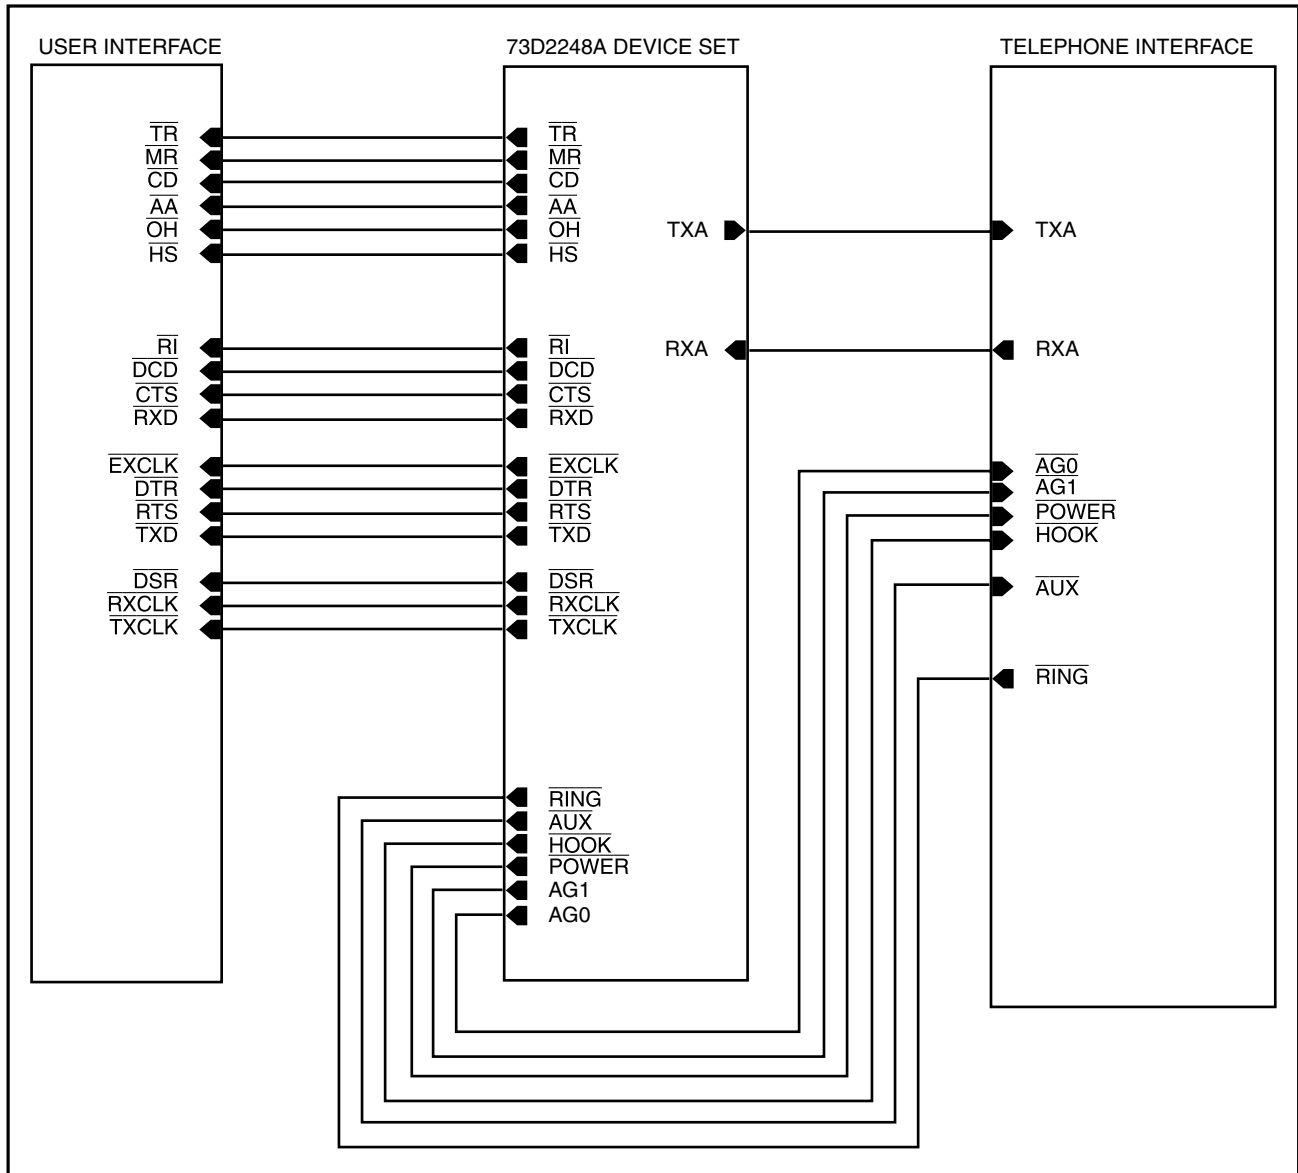 USER INTERFACE
TR
MR
CD
AA
OH
HS
RI
DCD
CTS
RXD
EXCLK
DTR
RTS
TXD
DSR
RXCLK
TXCLK
73D2248A DEVICE SET
TR
MR
CD
AA
OH
HS
RI
DCD
CTS
RXD
EXCLK
DTR
RTS
TXD
DSR
RXCLK
TXCLK
RING
AUX
HOOK
POWER
AG1
AG0
TXA
RXA
TELEPHONE INTERFACE
TXA
RXA
AG0
AG1
POWER
HOOK
AUX
RING